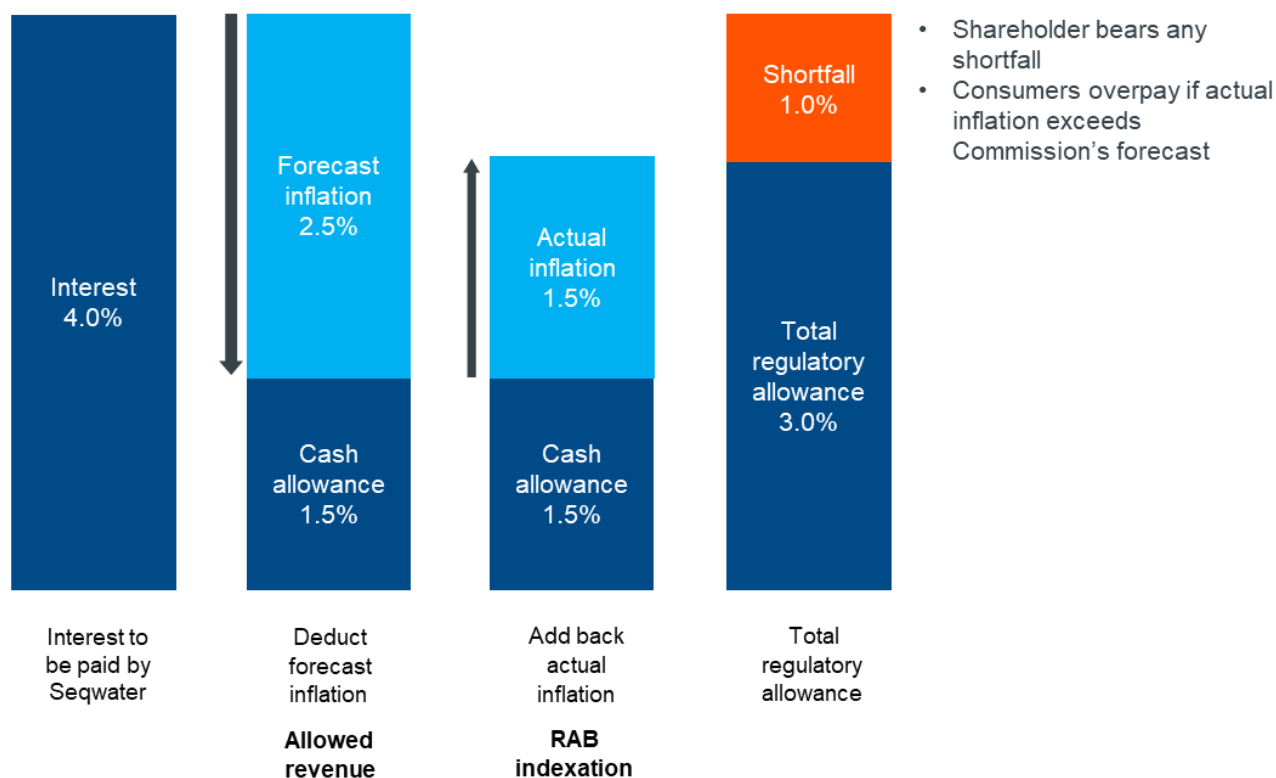 Interest
4.0%
Forecast
inflation
2.5%
Cash
allowance
1.5%
Actual
inflation
1.5%
Cash
allowance
1.5%
Shortfall
1.0%
Total
regulatory
allowance
3.0%
• Shareholder bears any
shortfall
• Consumers overpay if actual
inflation exceeds
Commission’s forecast
Interest to
be paid by
Seqwater
Deduct
forecast
inflation
Allowed
revenue
Add back
actual
inflation
RAB
indexation
Total
regulatory
allowance